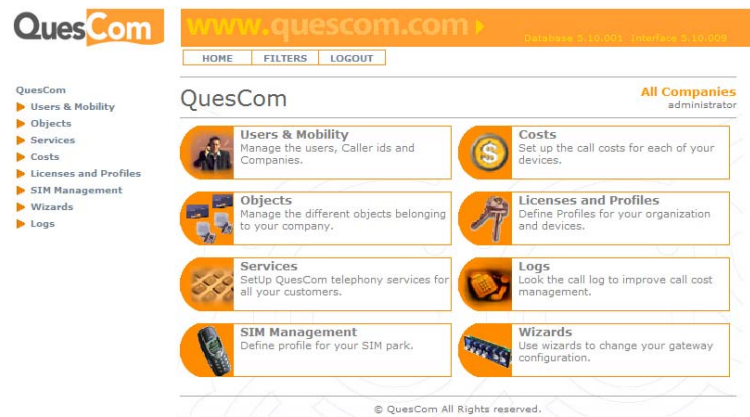 QuesCom
www.quescom.com
Database 5.10.001 Interface 5.10.009
HOME FILTERS LOGOUT
QuesCom
Users & Mobility
Objects
Services
Costs
Licenses and Profiles
SIM Management
Wizards
Logs
QuesCom
All Companies
administrator
Users & Mobility
Manage the users, Caller ids and
Companies.
Costs
Set up the call costs for each of your
devices.
Objects
Manage the different objects belonging
to your company.
Licenses and Profiles
Define Profiles for your organization
and devices.
Services
SetUp QuesCom telephony services for
all your customers.
Logs
Look the call log to improve call cost
management.
SIM Management
Define profile for your SIM park.
Wizards
Use wizards to change your gateway
configuration.
© QuesCom All Rights reserved.